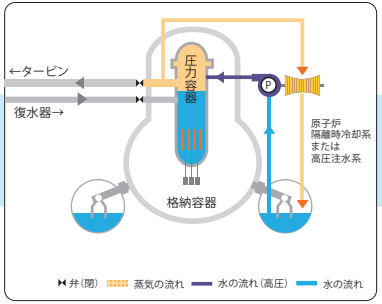 圧力容器
←タービン
復水器→
P
原子炉
隔離時冷却系
または
高圧注水系
格納容器
弁(閉)
蒸気の流れ
水の流れ(高圧)
水の流れ